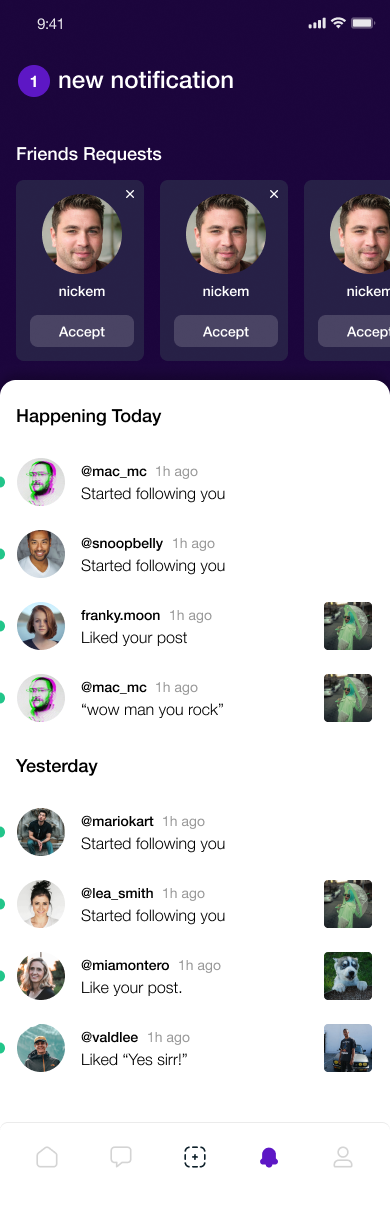 9:41
1 new notification
Friends Requests
nickem nickem nickem
Accept Accept Accept
Happening Today
@mac_mc 1h ago
Started following you
@snoopbelly 1h ago
Started following you
franky.moon 1h ago
Liked your post
@mac_mc 1h ago
“wow man you rock”
Yesterday
@mariokart 1h ago
Started following you
@lea_smith 1h ago
Started following you
@miamontero 1h ago
Like your post.
@valdlee 1h ago
Liked “Yes sirr!”